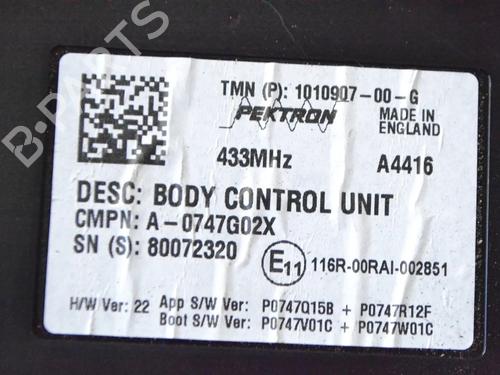 TMN (P): 1010907-00-G
PEKTRON
MADE IN
ENGLAND
433MHz
A4416
DESC: BODY CONTROL UNIT
CMPN: A-0747G02X
SN (S): 80072320
E11
116R-00RAI-002851
H/W Ver: 22
App S/W Ver: P0747Q15B + P0747R12F
Boot S/W Ver: P0747V01C + P0747W01C
B-PARTS